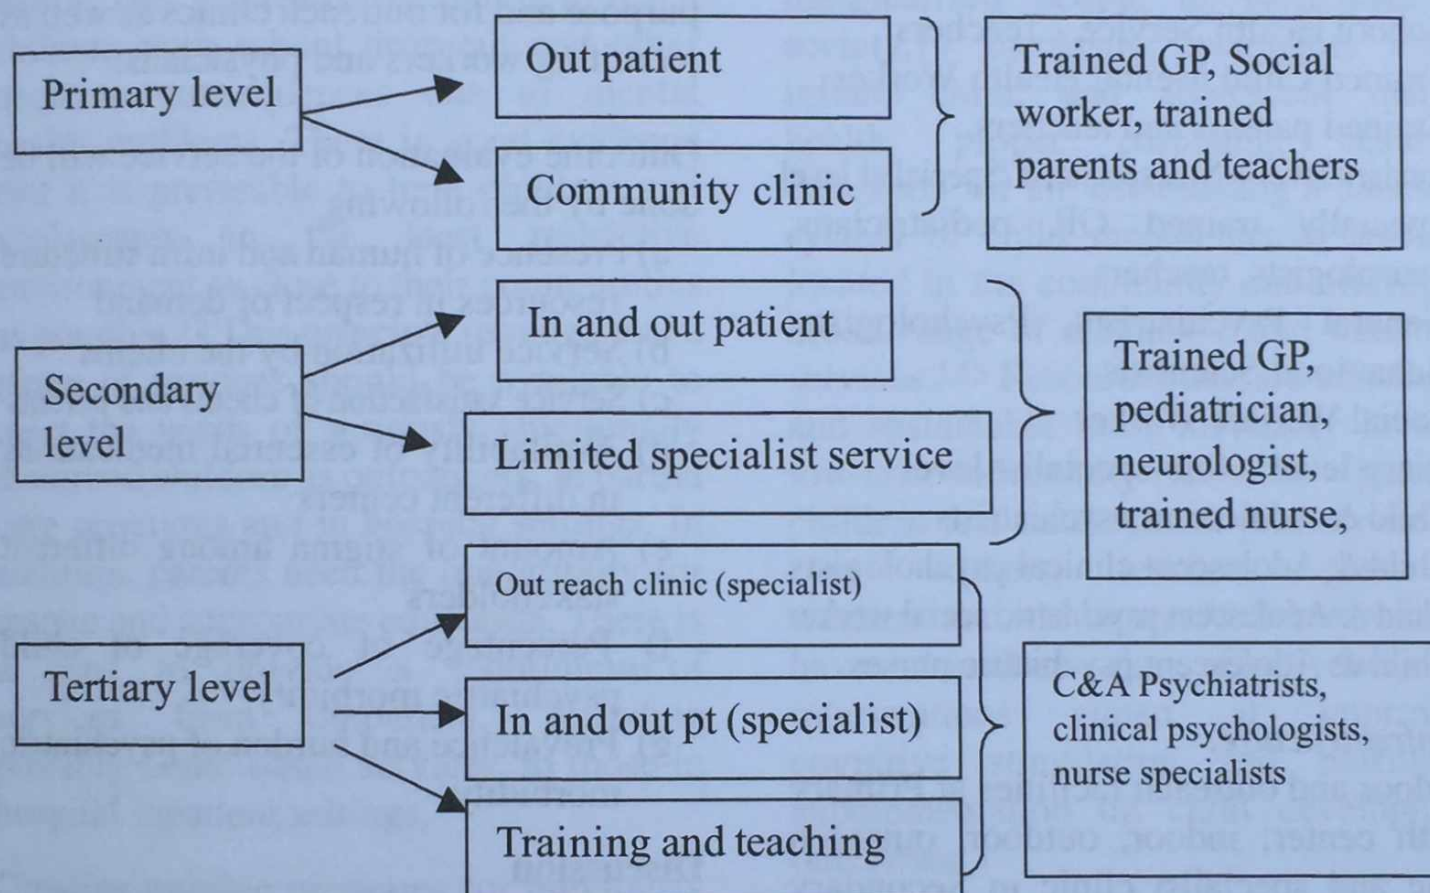 Primary level
Out patient
Community clinic
Trained GP, Social
worker, trained
parents and teachers
Secondary
level
In and out patient
Limited specialist service
Trained GP,
pediatrician,
neurologist,
trained nurse,
Tertiary level
Out reach clinic (specialist)
In and out pt (specialist)
Training and teaching
C&A Psychiatrists,
clinical psychologists,
nurse specialists